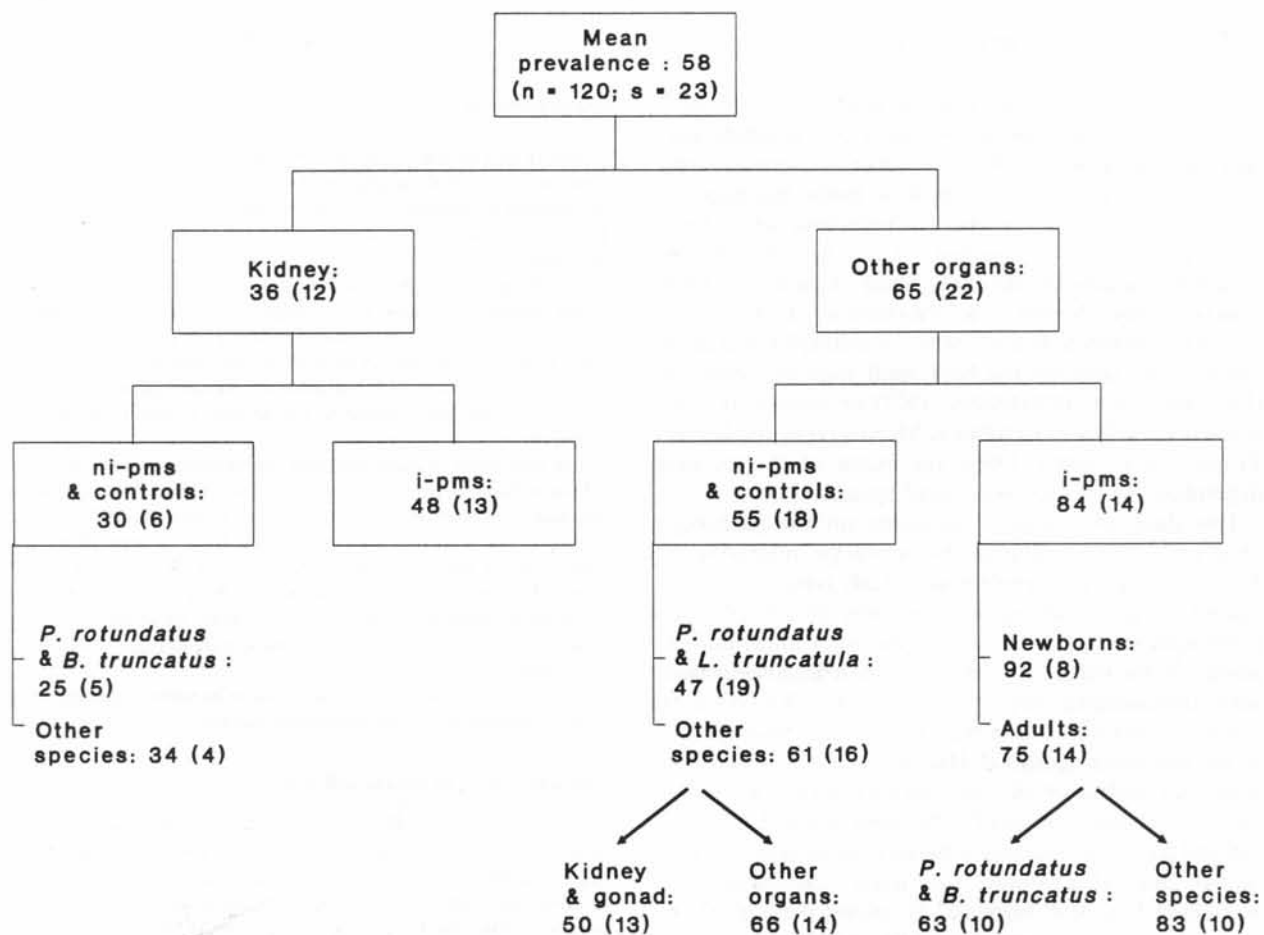 Mean
prevalence : 58
(n = 120; s = 23)
Kidney:
36 (12)
Other organs:
65 (22)
ni-pms
& controls:
30 (6)
i-pms:
48 (13)
ni-pms
& controls:
55 (18)
i-pms:
84 (14)
P. rotundatus
& B. truncatus :
25 (5)
Other
species: 34 (4)
P. rotundatus
& L. truncatula :
47 (19)
Other
species: 61 (16)
Newborns:
92 (8)
Adults:
75 (14)
Kidney
& gonad:
50 (13)
Other
organs:
66 (14)
P. rotundatus
& B. truncatus :
63 (10)
Other
species:
83 (10)